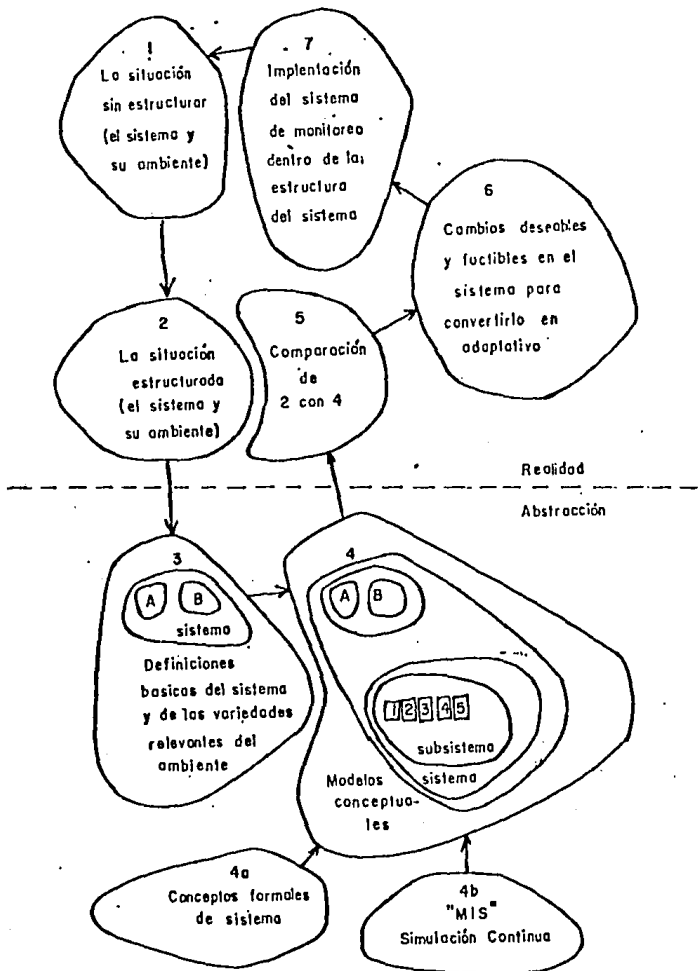 1
La situación
sin estructurar
(el sistema y
su ambiente)
7
Implentación
del sistema
de monitoreo
dentro de la
estructura
del sistema
6
Cambios deseables
y fuctibles en el
sistema para
convertirlo en
adaptativo
2
La situación
estructurada
(el sistema y
su ambiente)
5
Comparación
de
2 con 4
Realidad
Abstracción
3
A B
sistema
Definiciones
basicas del sistema
y de las variedades
relevantes del
ambiente
4
A B
1 2 3 4 5
subsistema
sistema
Modelos
conceptua-
les
4a
Conceptos formales
de sistema
4b
"MIS"
Simulación Continua